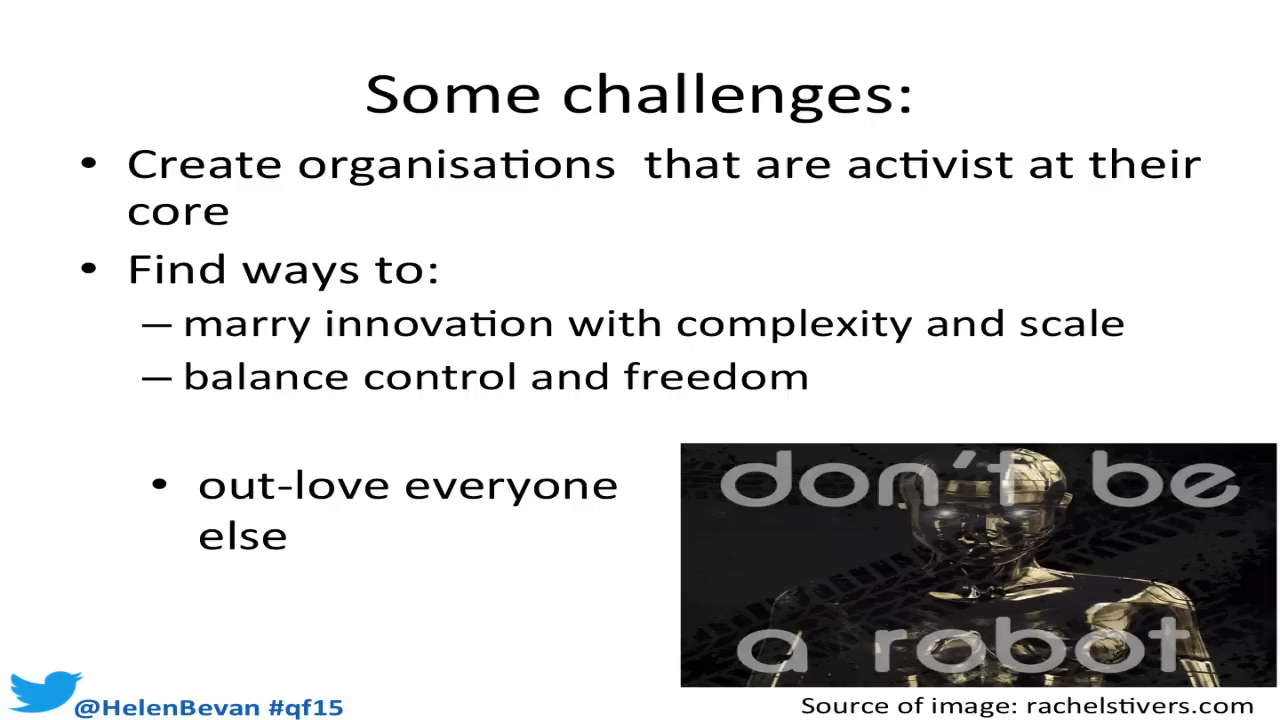 Some challenges:
• Create organisations that are activist at their
core
• Find ways to:
– marry innovation with complexity and scale
– balance control and freedom
• out-love everyone
else
don't be
a robot
@HelenBevan #qf15
Source of image: rachelstivers.com